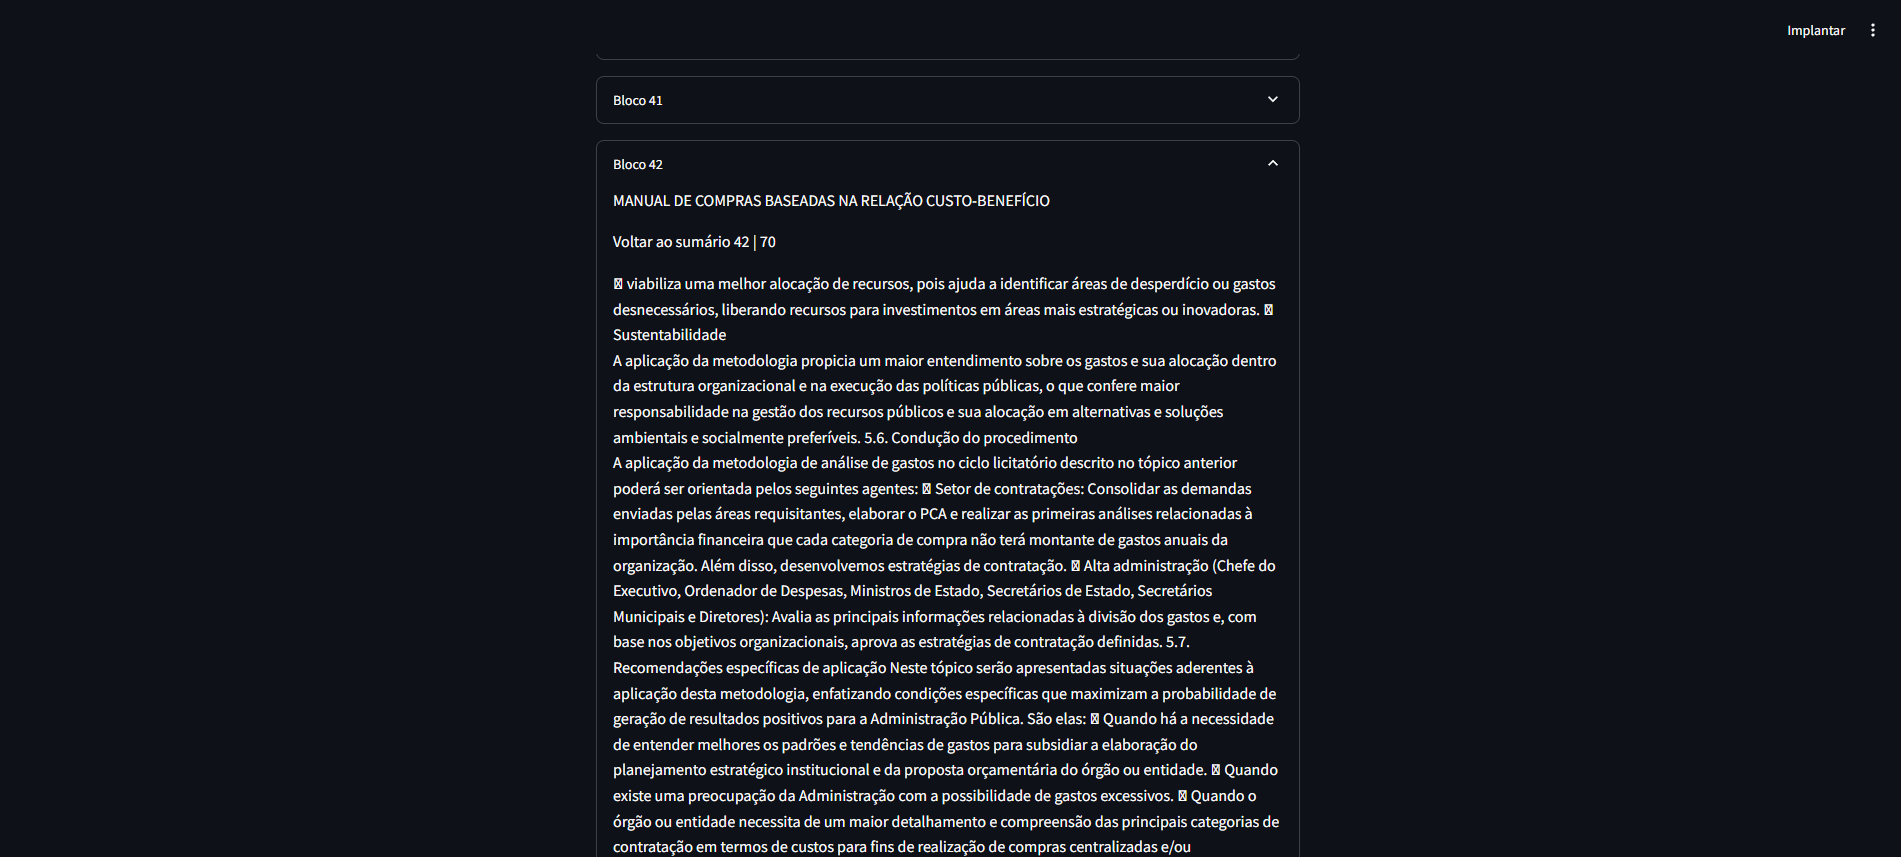 Implantar
Bloco 41
Bloco 42
MANUAL DE COMPRAS BASEADAS NA RELAÇÃO CUSTO-BENEFÍCIO
Voltar ao sumário 42 | 70
 viabiliza uma melhor alocação de recursos, pois ajuda a identificar áreas de desperdício ou gastos
desnecessários, liberando recursos para investimentos em áreas mais estratégicas ou inovadoras. 
Sustentabilidade
A aplicação da metodologia propicia um maior entendimento sobre os gastos e sua alocação dentro
da estrutura organizacional e na execução das políticas públicas, o que confere maior
responsabilidade na gestão dos recursos públicos e sua alocação em alternativas e soluções
ambientais e socialmente preferíveis. 5.6. Condução do procedimento
A aplicação da metodologia de análise de gastos no ciclo licitatório descrito no tópico anterior
poderá ser orientada pelos seguintes agentes:  Setor de contratações: Consolidar as demandas
enviadas pelas áreas requisitantes, elaborar o PCA e realizar as primeiras análises relacionadas à
importância financeira que cada categoria de compra não terá montante de gastos anuais da
organização. Além disso, desenvolvemos estratégias de contratação.  Alta administração (Chefe do
Executivo, Ordenador de Despesas, Ministros de Estado, Secretários de Estado, Secretários
Municipais e Diretores): Avalia as principais informações relacionadas à divisão dos gastos e, com
base nos objetivos organizacionais, aprova as estratégias de contratação definidas. 5.7.
Recomendações específicas de aplicação Neste tópico serão apresentadas situações aderentes à
aplicação desta metodologia, enfatizando condições específicas que maximizam a probabilidade de
geração de resultados positivos para a Administração Pública. São elas:  Quando há a necessidade
de entender melhores os padrões e tendências de gastos para subsidiar a elaboração do
planejamento estratégico institucional e da proposta orçamentária do órgão ou entidade.  Quando
existe uma preocupação da Administração com a possibilidade de gastos excessivos.  Quando o
órgão ou entidade necessita de um maior detalhamento e compreensão das principais categorias de
contratação em termos de custos para fins de realização de compras centralizadas e/ou